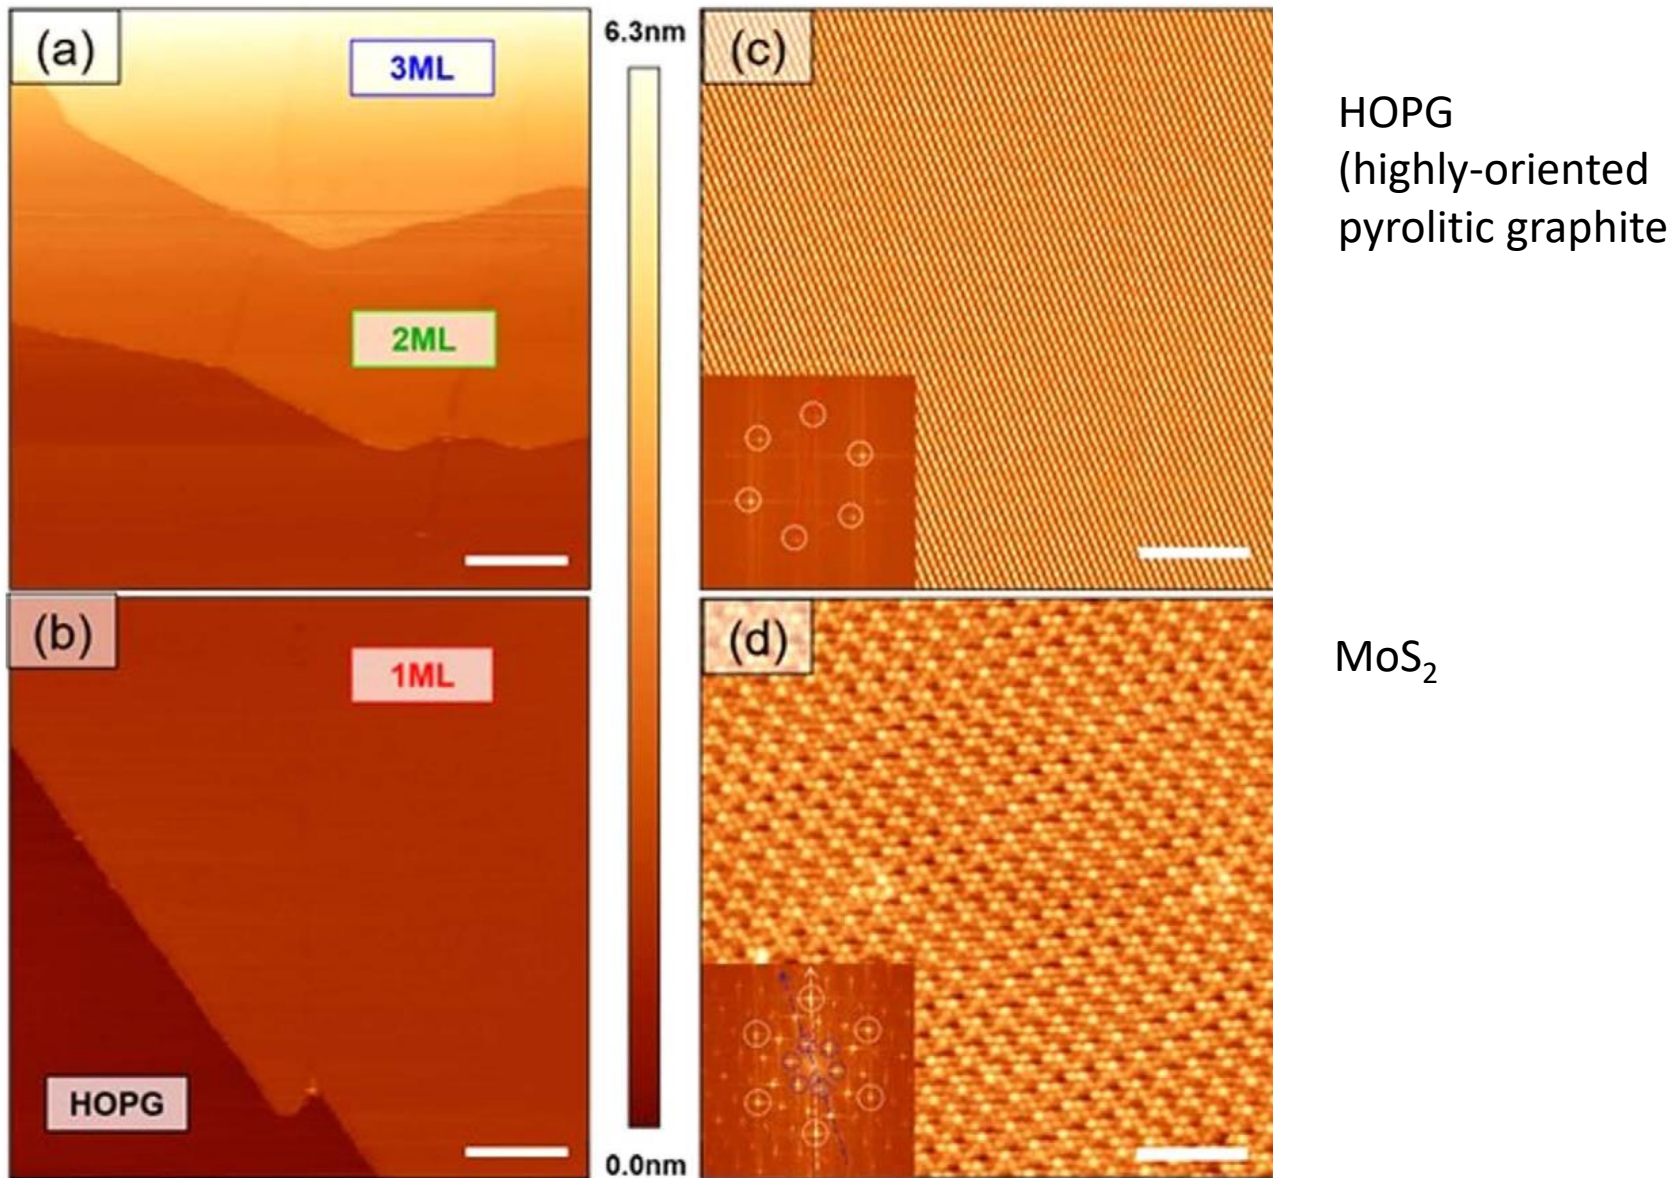 (a)
3ML
2ML
6.3nm
(c)
HOPG
(highly-oriented
pyrolitic graphite
(b)
1ML
HOPG
0.0nm
(d)
MoS₂